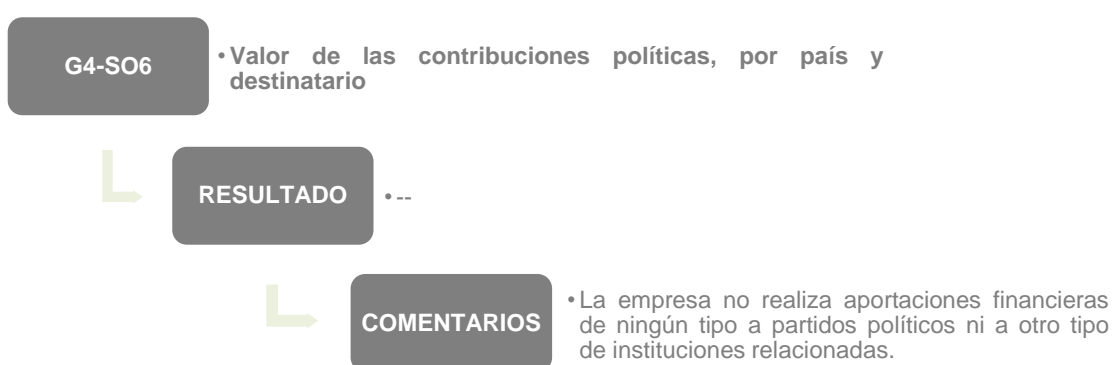 G4-SO6
• Valor de las contribuciones políticas, por país y
destinatario
RESULTADO
• --
COMENTARIOS
• La empresa no realiza aportaciones financieras
de ningún tipo a partidos políticos ni a otro tipo
de instituciones relacionadas.